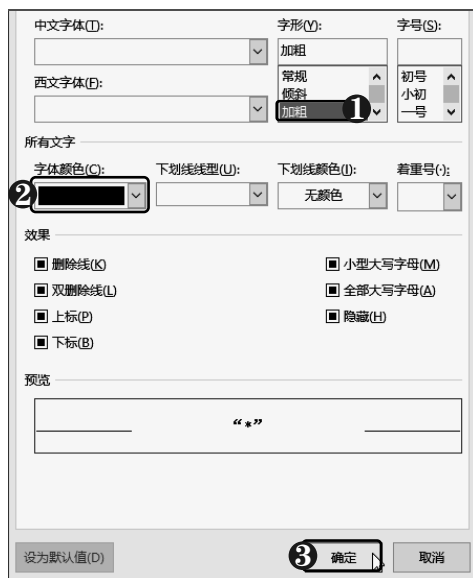 中文字体(T): 字形(Y): 字号(S):
加粗
西文字体(F): 常规 初号
倾斜 小初
加粗 1 一号
所有文字
字体颜色(C): 下划线线型(U): 下划线颜色(I): 着重号(·):
2 无颜色
效果
删除线(K) 小型大写字母(M)
双删除线(L) 全部大写字母(A)
上标(P) 隐藏(H)
下标(B)
预览
“*”
设为默认值(D) 3 确定 取消